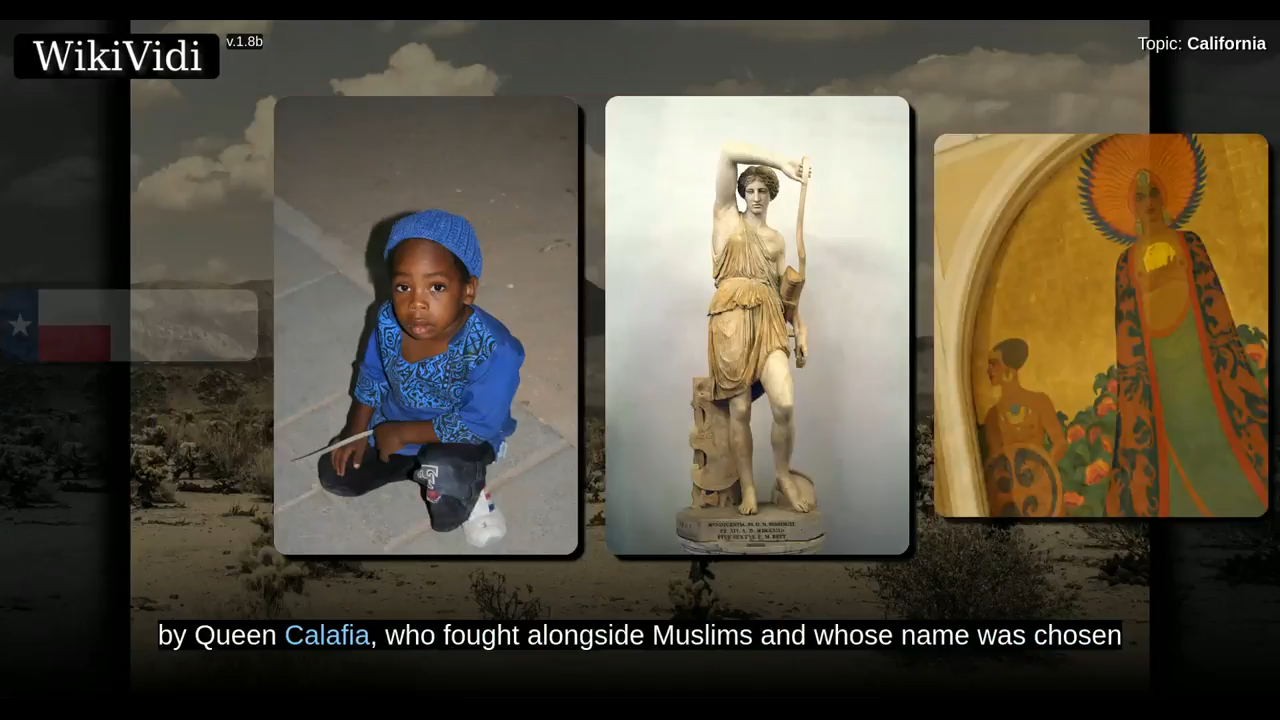 WikiVidi
v.1.8b
Topic: California
by Queen Calafia, who fought alongside Muslims and whose name was chosen